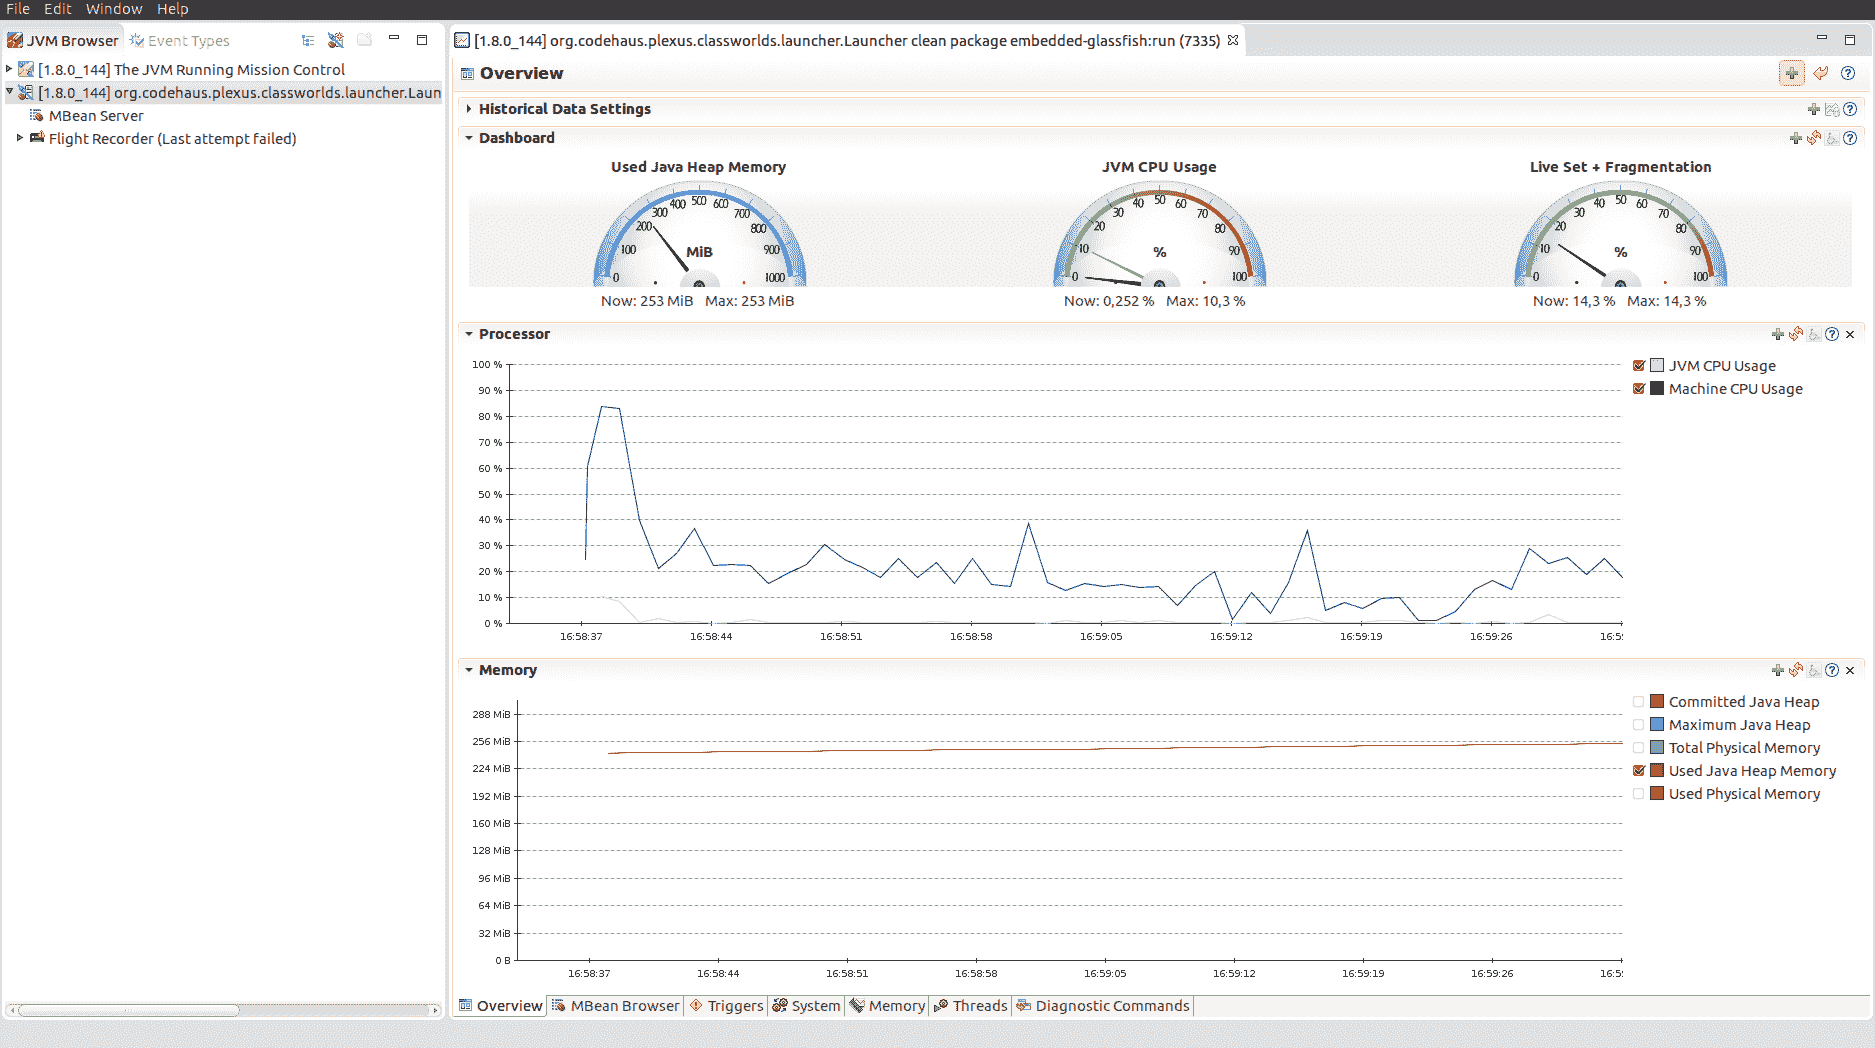 File Edit Window Help
JVM Browser Event Types
[1.8.0_144] The JVM Running Mission Control
[1.8.0_144] org.codehaus.plexus.classworlds.launcher.Laun
MBean Server
Flight Recorder (Last attempt failed)
[1.8.0_144] org.codehaus.plexus.classworlds.launcher.Launcher clean package embedded-glassfish:run (7335)
Overview
Historical Data Settings
Dashboard
Used Java Heap Memory
0 100 200 300 400 500 600 700 800 900 1000
MiB
Now: 253 MiB Max: 253 MiB
JVM CPU Usage
0 10 20 30 40 50 60 70 80 90 100
%
Now: 0,252 % Max: 10,3 %
Live Set + Fragmentation
0 10 20 30 40 50 60 70 80 90 100
%
Now: 14,3 % Max: 14,3 %
Processor
100 %
90 %
80 %
70 %
60 %
50 %
40 %
30 %
20 %
10 %
0 %
16:58:37 16:58:44 16:58:51 16:58:58 16:59:05 16:59:12 16:59:19 16:59:26 16:5
JVM CPU Usage
Machine CPU Usage
Memory
288 MiB
256 MiB
224 MiB
192 MiB
160 MiB
128 MiB
96 MiB
64 MiB
32 MiB
0 B
16:58:37 16:58:44 16:58:51 16:58:58 16:59:05 16:59:12 16:59:19 16:59:26 16:5
Committed Java Heap
Maximum Java Heap
Total Physical Memory
Used Java Heap Memory
Used Physical Memory
Overview MBean Browser Triggers System Memory Threads Diagnostic Commands